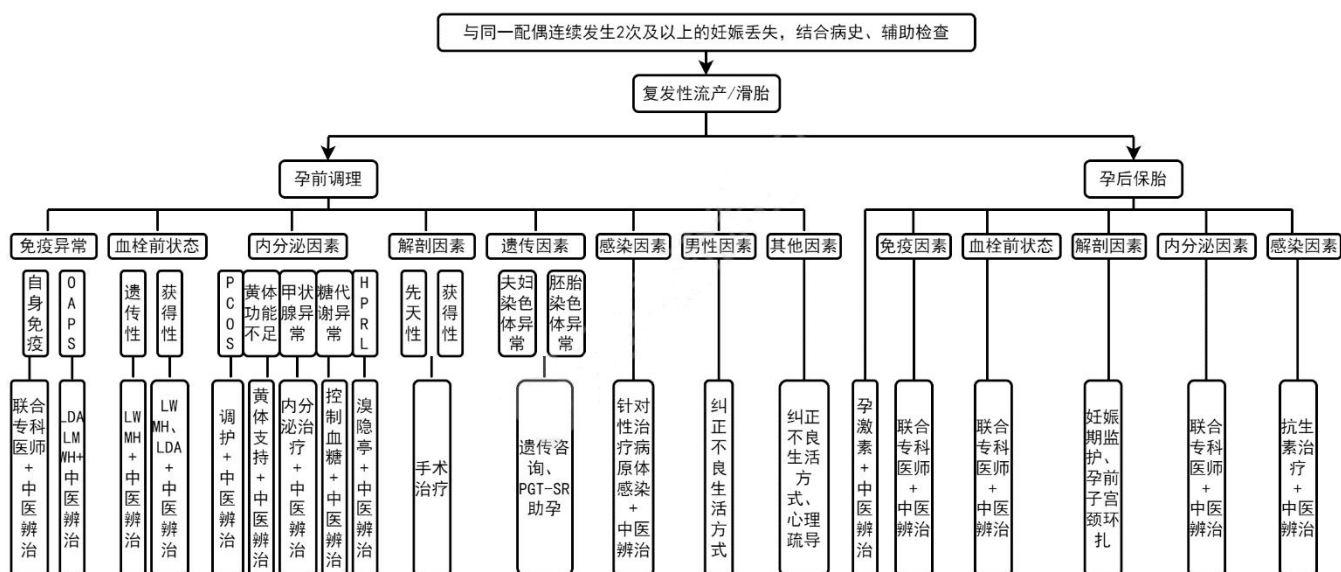 与同一配偶连续发生2次及以上的妊娠丢失，结合病史、辅助检查
复发性流产/滑胎
孕前调理
孕后保胎
免疫异常
血栓前状态
内分泌因素
解剖因素
遗传因素
感染因素
男性因素
其他因素
免疫因素
血栓前状态
解剖因素
内分泌因素
感染因素
自身免疫
OAPS
遗传性
获得性
PCOS
黄体
功能
不足
甲状
腺异
常
糖代
谢异
常
HPRL
先天性
获得性
夫妇
染色
体异
常
胚胎
染色
体异
常
联合
专科
医师
+
中
医
辨
治
LDA
LM
WH+
中
医
辨
治
LW
MH
+
中
医
辨
治
LW
MH、
LDA
+
中
医
辨
治
调
护
+
中
医
辨
治
黄
体
支
持
+
中
医
辨
治
内分
泌治
疗
+
中
医
辨
治
控
制
血
糖
+
中
医
辨
治
溴
隐
亭
+
中
医
辨
治
手术
治疗
遗传咨
询、
PGT-SR
助孕
针对
性治
疗病
原体
感染
+
中医
辨治
纠
正
不
良
生
活
方
式
纠正
不良
生活
方
式、
心理
疏导
孕
激
素
+
中
医
辨
治
联合
专科
医师
+
中医
辨治
联合
专科
医师
+
中医
辨治
妊娠
期监
护、
孕前
子宫
颈环
扎
联合
专科
医师
+
中医
辨治
抗生
素治
疗+
中医
辨治